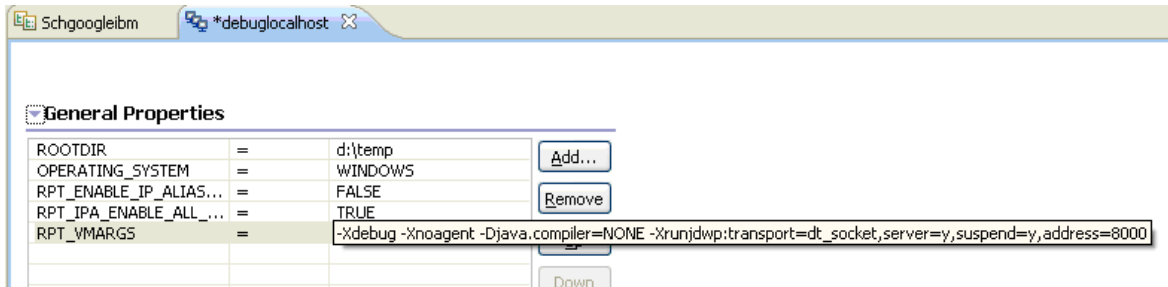 Schgoogleibm *debuglocalhost
General Properties
ROOTDIR = d:\temp Add...
OPERATING_SYSTEM = WINDOWS
RPT_ENABLE_IP_ALIAS... = FALSE Remove
RPT_IPA_ENABLE_ALL_... = TRUE
RPT_VMARGS = -Xdebug -Xnoagent -Djava.compiler=NONE -Xrunjdwp:transport=dt_socket,server=y,suspend=y,address=8000
Down